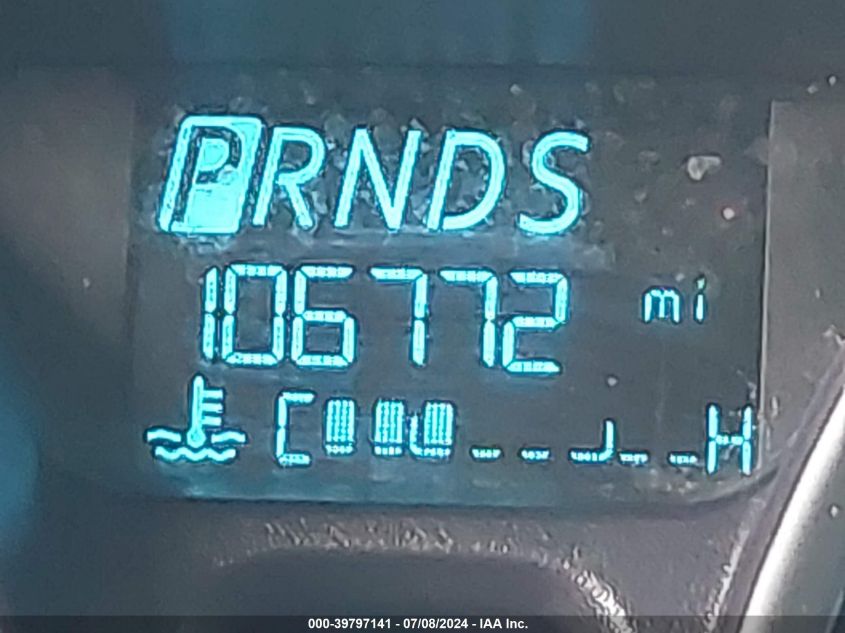 PRNDS
106772 mi
C H
000-39797141 - 07/08/2024 - IAA Inc.